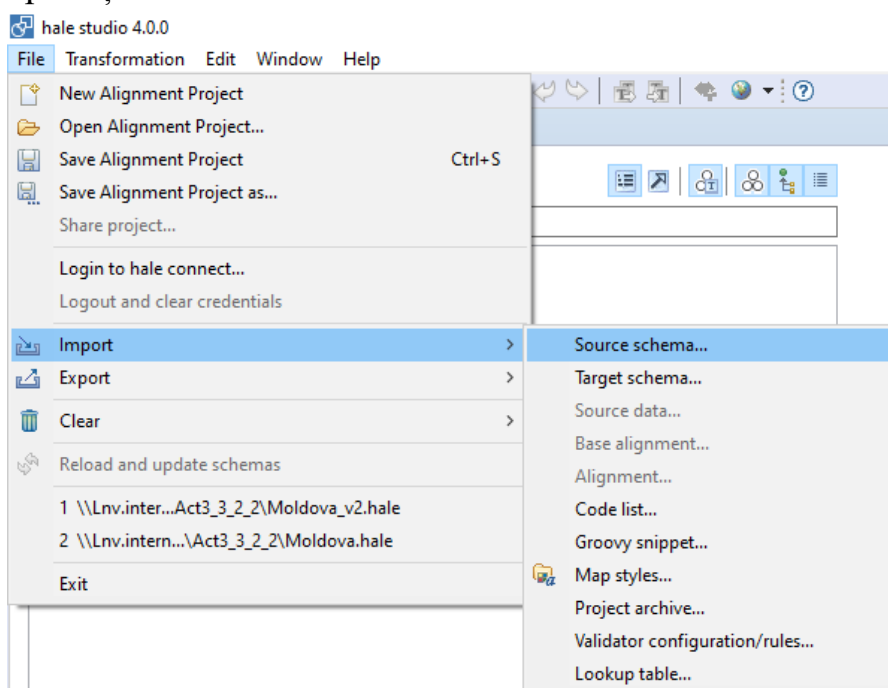 hale studio 4.0.0
File Transformation Edit Window Help
New Alignment Project
Open Alignment Project...
Save Alignment Project Ctrl+S
Save Alignment Project as...
Share project...
Login to hale connect...
Logout and clear credentials
Import
Export
Clear
Reload and update schemas
1 \\Lnv.inter...Act3_3_2_2\Moldova_v2.hale
2 \\Lnv.intern...\Act3_3_2_2\Moldova.hale
Exit
Source schema...
Target schema...
Source data...
Base alignment...
Alignment...
Code list...
Groovy snippet...
Map styles...
Project archive...
Validator configuration/rules...
Lookup table...